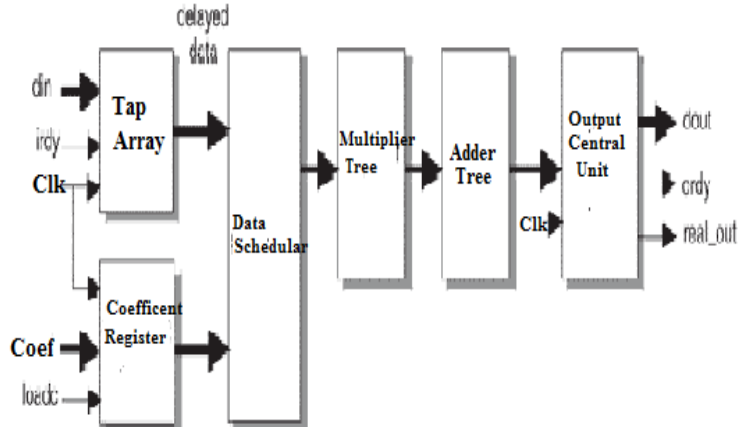 delayed
data
din
irdy
Clk
Tap
Array
Data
Schedular
Multiplier
Tree
Adder
Tree
Output
Central
Unit
Clk
dout
ordy
real_out
Coefficent
Register
Coef
loadc